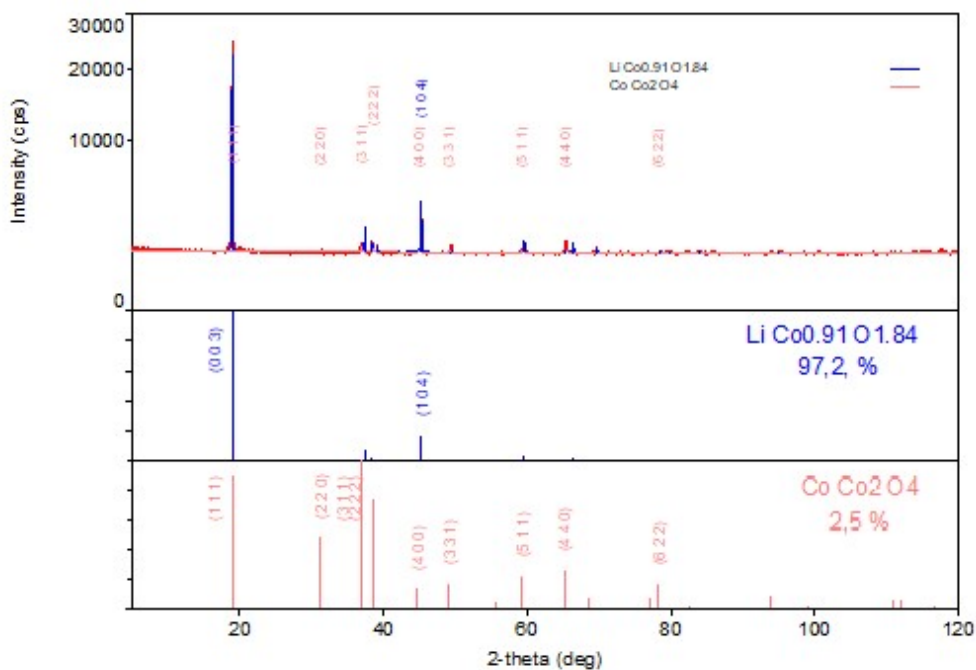 30000
20000
10000
0
Intensity (cps)
Li Co0.91 O1.84
Co Co2 O4
(2 2 0)
(3 1 1)
(2 2 2)
(4 0 0)
(1 0 4)
(3 3 1)
(5 1 1)
(4 4 0)
(6 2 2)
Li Co0.91 O1.84
97,2, %
(0 0 3)
(1 0 4)
Co Co2 O4
2,5 %
(1 1 1)
(2 2 0)
(3 1 1)
(2 2 2)
(4 0 0)
(3 3 1)
(5 1 1)
(4 4 0)
(6 2 2)
20
40
60
80
100
120
2-theta (deg)